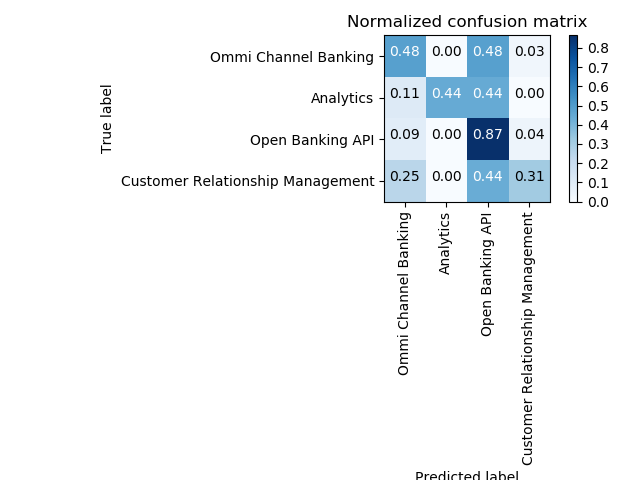 Normalized confusion matrix
True label
Ommi Channel Banking 0.48 0.00 0.48 0.03
Analytics 0.11 0.44 0.44 0.00
Open Banking API 0.09 0.00 0.87 0.04
Customer Relationship Management 0.25 0.00 0.44 0.31
Ommi Channel Banking
Analytics
Open Banking API
Customer Relationship Management
Predicted label
0.8
0.7
0.6
0.5
0.4
0.3
0.2
0.1
0.0